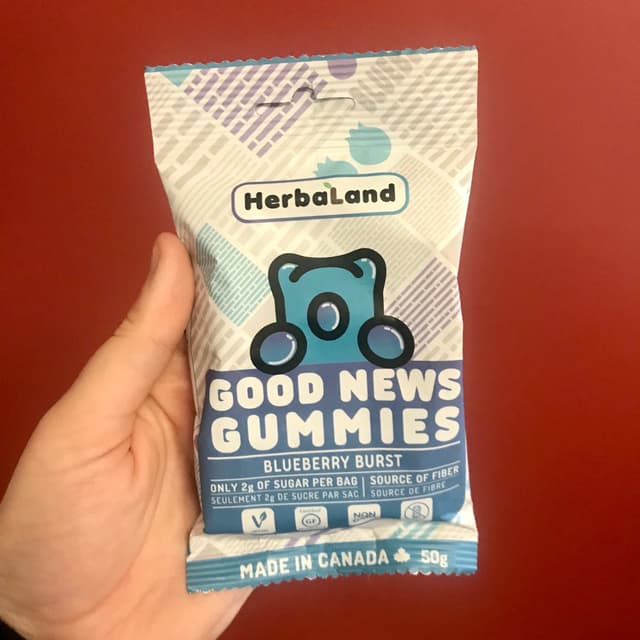 HerbaLand
GOOD NEWS
GUMMIES
BLUEBERRY BURST
ONLY 2g OF SUGAR PER BAG | SOURCE OF FIBER
SEULEMENT 2g DE SUCRE PAR SAC | SOURCE DE FIBRE
V GF NON
MADE IN CANADA 50g